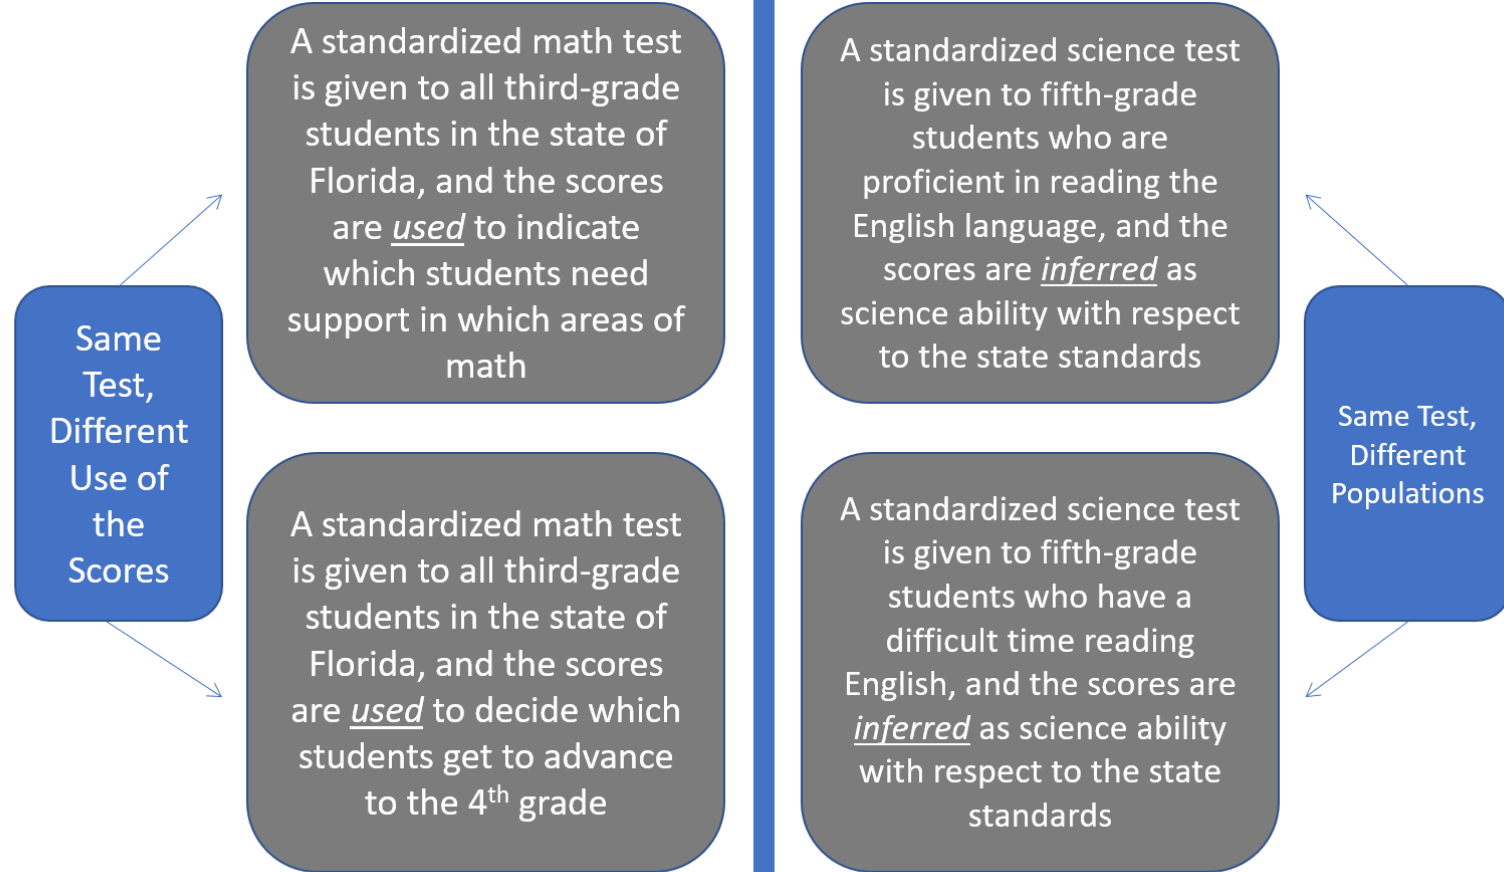 Same
Test,
Different
Use of
the
Scores
A standardized math test
is given to all third-grade
students in the state of
Florida, and the scores
are used to indicate
which students need
support in which areas of
math
A standardized math test
is given to all third-grade
students in the state of
Florida, and the scores
are used to decide which
students get to advance
to the 4th grade
A standardized science test
is given to fifth-grade
students who are
proficient in reading the
English language, and the
scores are inferred as
science ability with respect
to the state standards
A standardized science test
is given to fifth-grade
students who have a
difficult time reading
English, and the scores are
inferred as science ability
with respect to the state
standards
Same Test,
Different
Populations